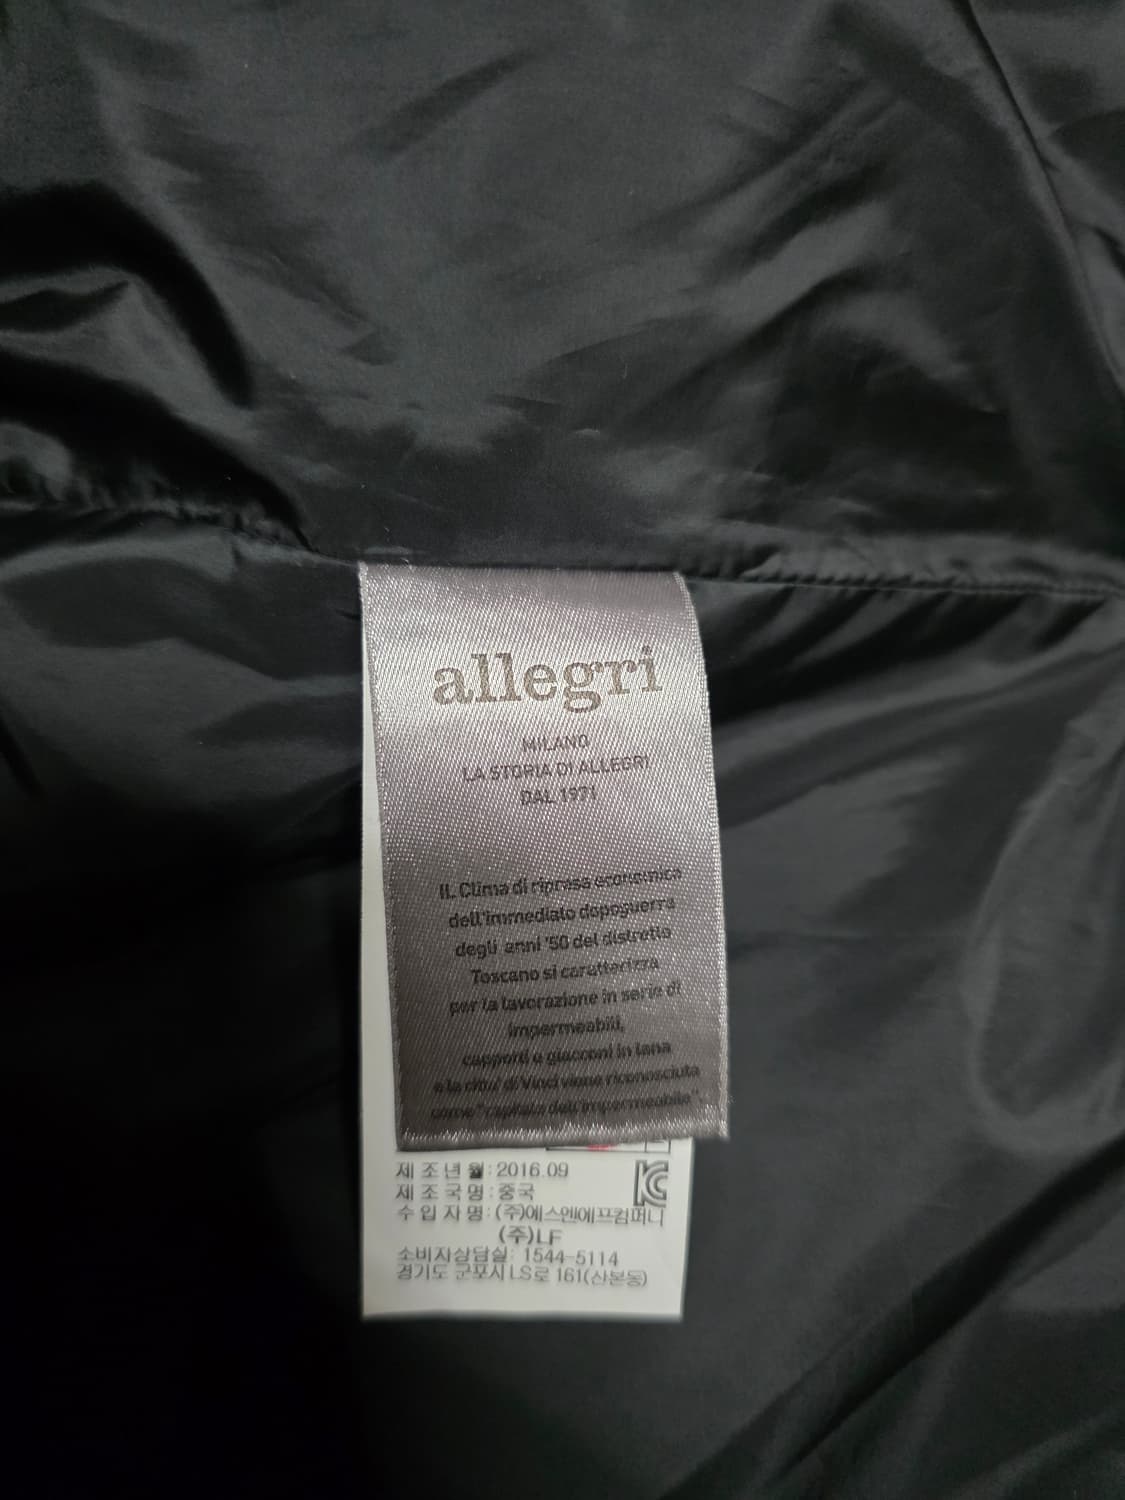 allegri
MILANO
LA STORIA DI ALLEGRI
DAL 1971
IL Clima di ripresa economica
dell'immediato dopoguerra
degli anni '50 del distretto
Toscano si caratterizza
per la lavorazione in serie di
impermeabili,
cappotti e giacconi in lana
e la citta' di Vinci viene riconosciuta
come "capitale dell'impermeabile".
제 조 년 월 : 2016.09
제 조 국 명 : 중국
수 입 자 명 : (주)에스엔에프컴퍼니
(주)LF
소비자상담실: 1544-5114
경기도 군포시 LS로 161(산본동)